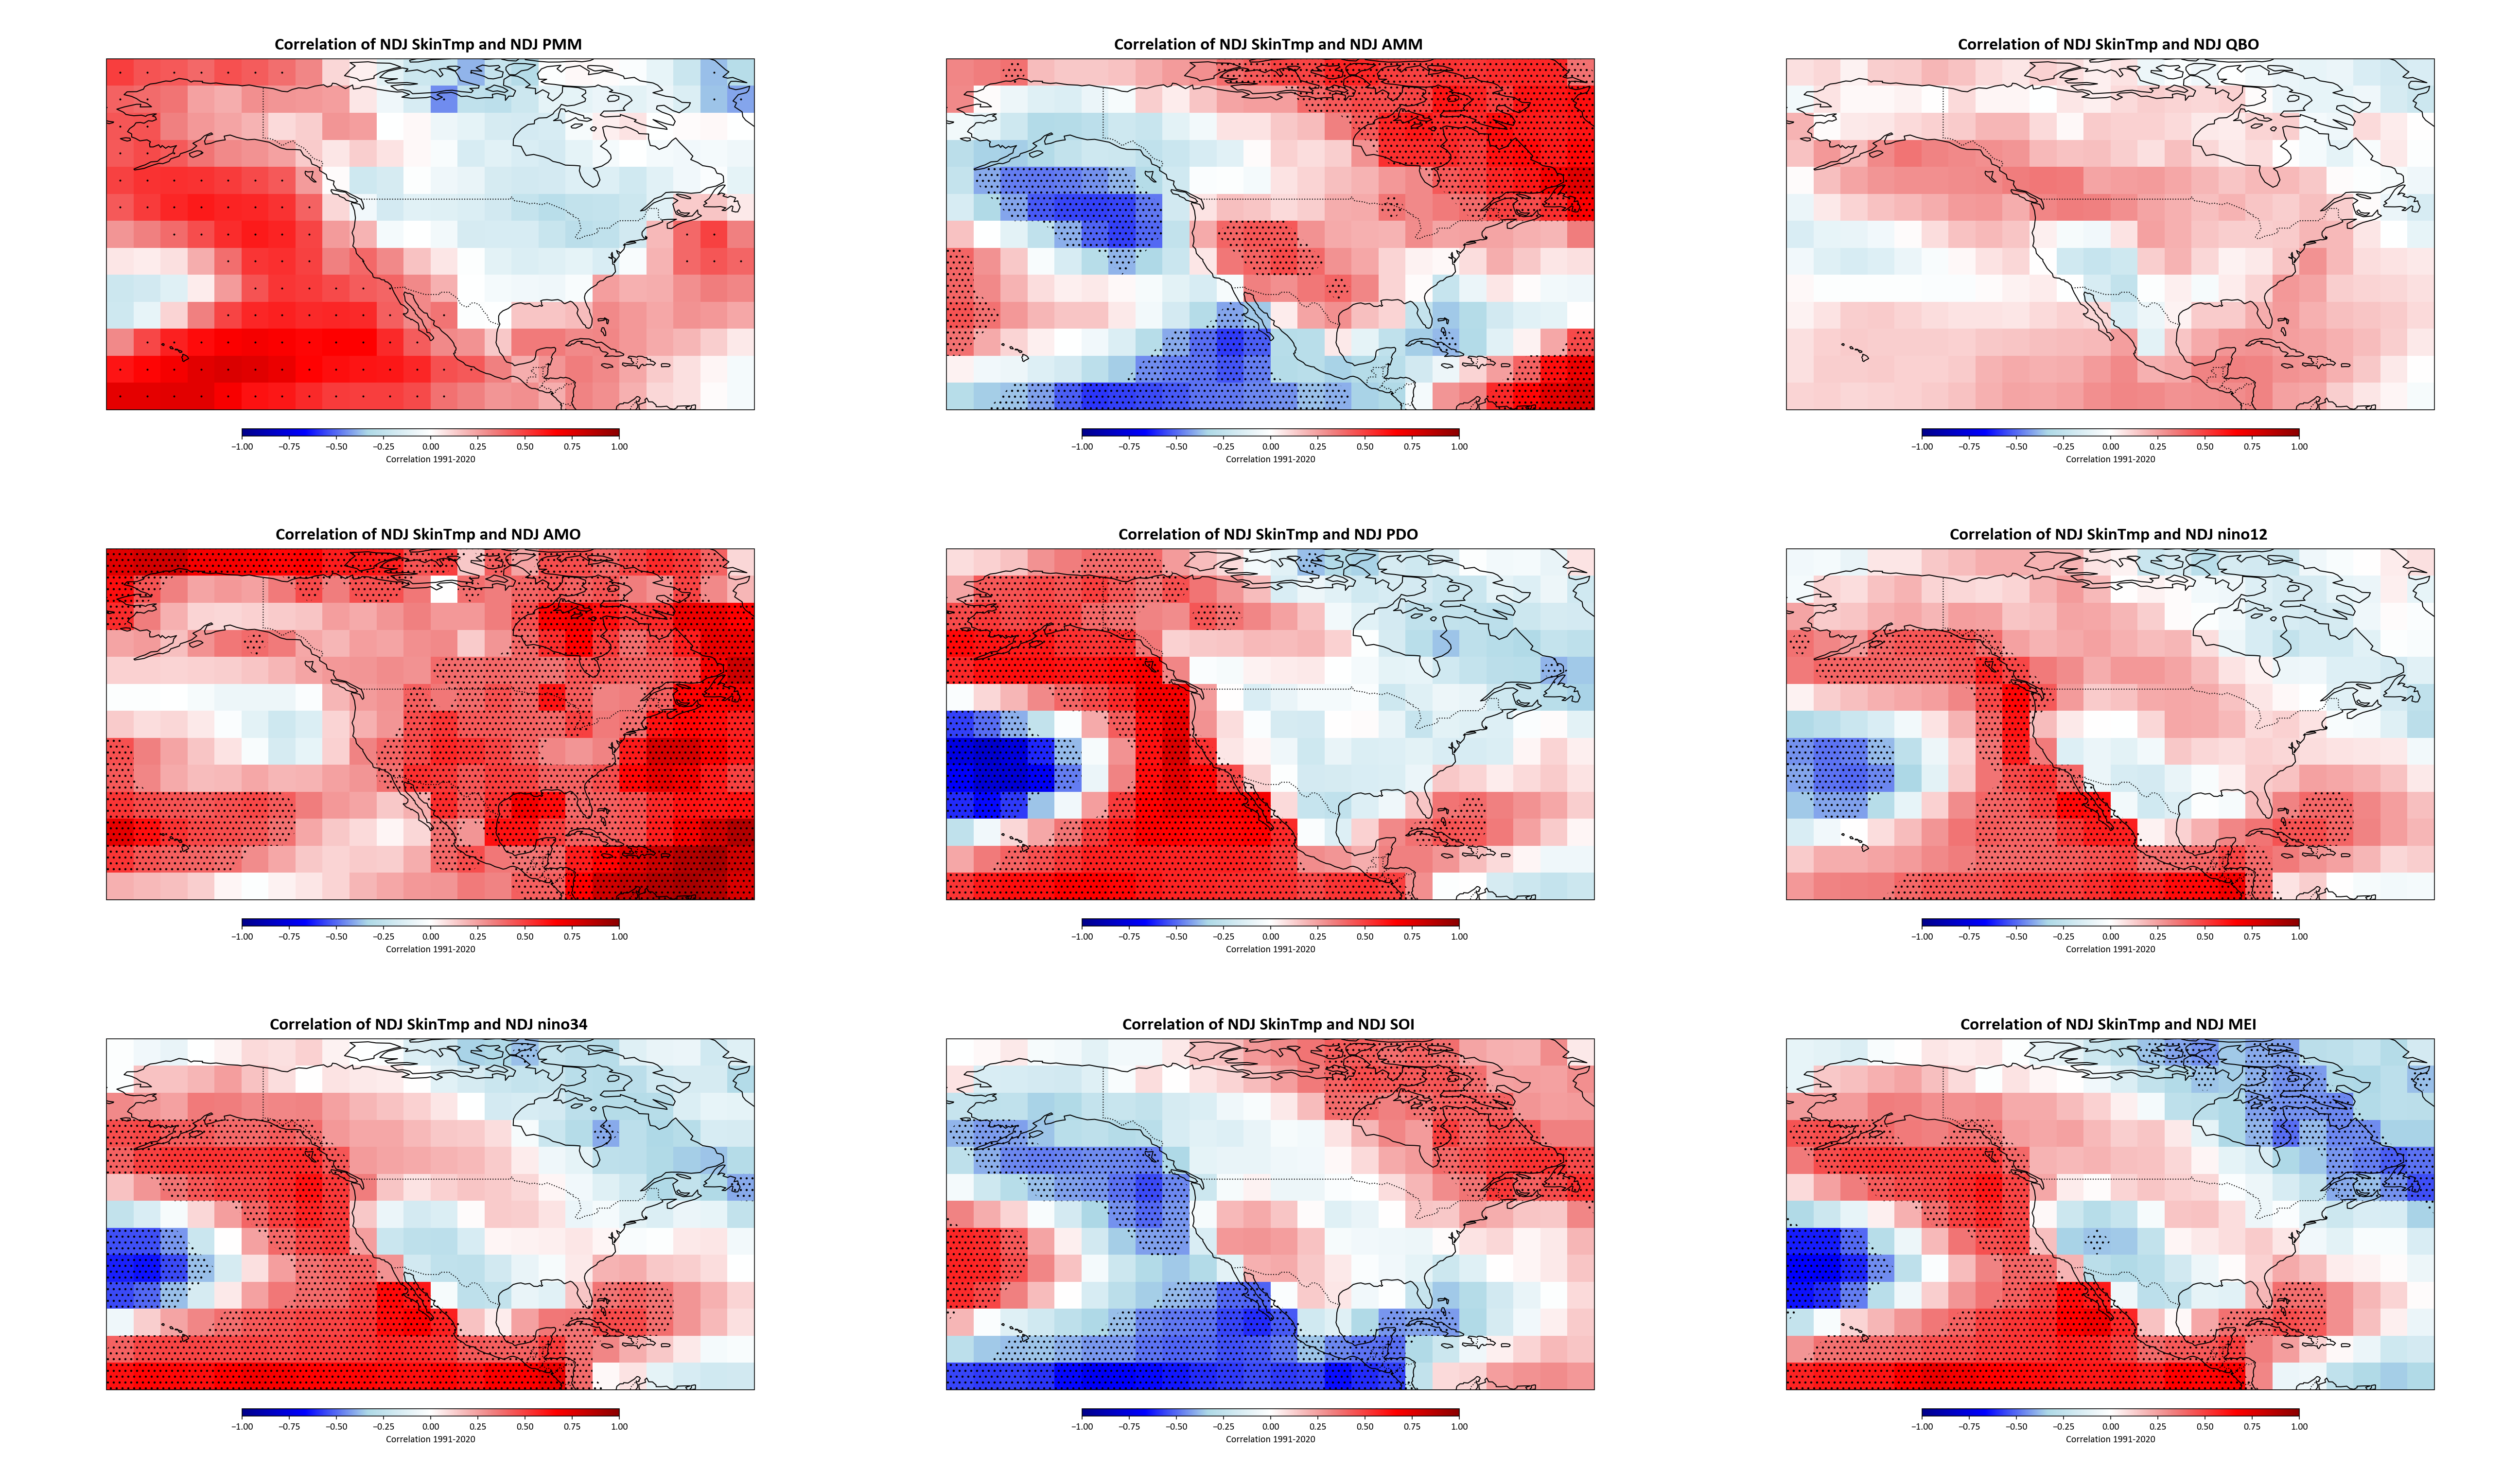 Correlation of NDJ SkinTmp and NDJ PMM
−1.00 −0.75 −0.50 −0.25 0.00 0.25 0.50 0.75 1.00
Correlation 1991-2020
Correlation of NDJ SkinTmp and NDJ AMM
−1.00 −0.75 −0.50 −0.25 0.00 0.25 0.50 0.75 1.00
Correlation 1991-2020
Correlation of NDJ SkinTmp and NDJ QBO
−1.00 −0.75 −0.50 −0.25 0.00 0.25 0.50 0.75 1.00
Correlation 1991-2020
Correlation of NDJ SkinTmp and NDJ AMO
−1.00 −0.75 −0.50 −0.25 0.00 0.25 0.50 0.75 1.00
Correlation 1991-2020
Correlation of NDJ SkinTmp and NDJ PDO
−1.00 −0.75 −0.50 −0.25 0.00 0.25 0.50 0.75 1.00
Correlation 1991-2020
Correlation of NDJ SkinTmp and NDJ nino12
−1.00 −0.75 −0.50 −0.25 0.00 0.25 0.50 0.75 1.00
Correlation 1991-2020
Correlation of NDJ SkinTmp and NDJ nino34
−1.00 −0.75 −0.50 −0.25 0.00 0.25 0.50 0.75 1.00
Correlation 1991-2020
Correlation of NDJ SkinTmp and NDJ SOI
−1.00 −0.75 −0.50 −0.25 0.00 0.25 0.50 0.75 1.00
Correlation 1991-2020
Correlation of NDJ SkinTmp and NDJ MEI
−1.00 −0.75 −0.50 −0.25 0.00 0.25 0.50 0.75 1.00
Correlation 1991-2020